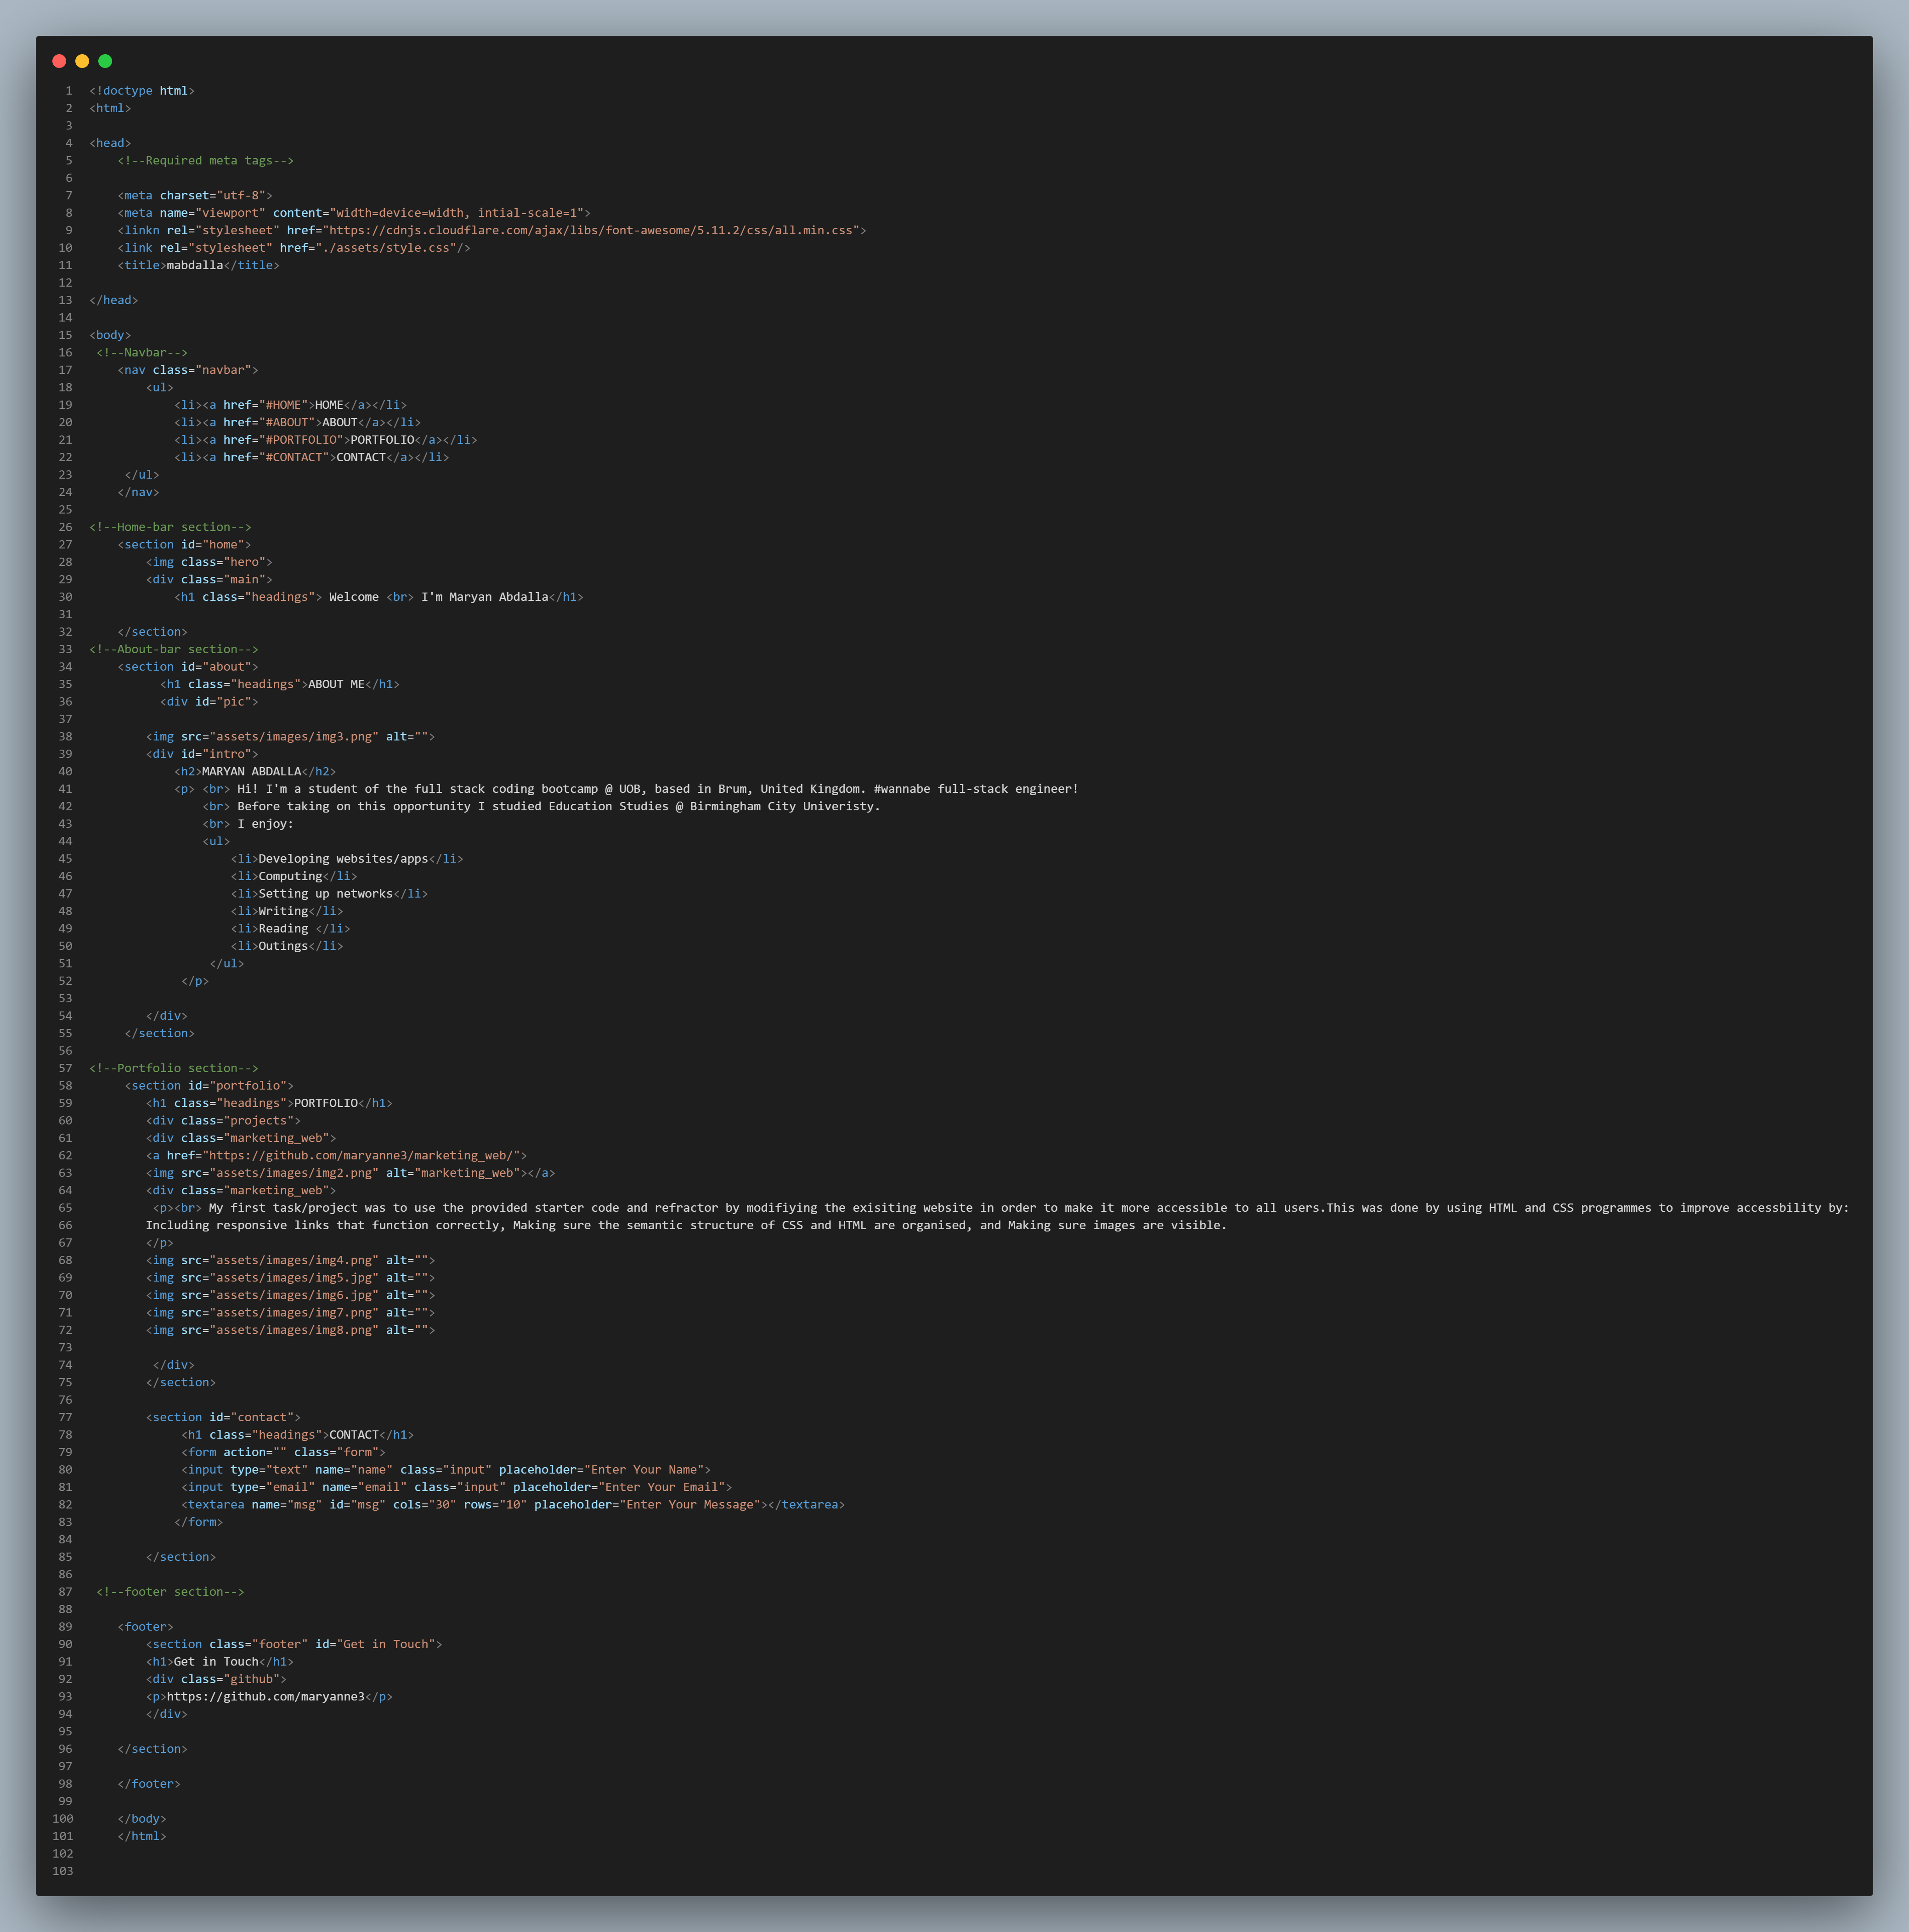 1 <!doctype html>
2 <html>
3
4 <head>
5     <!--Required meta tags-->
6
7     <meta charset="utf-8">
8     <meta name="viewport" content="width=device=width, intial-scale=1">
9     <linkn rel="stylesheet" href="https://cdnjs.cloudflare.com/ajax/libs/font-awesome/5.11.2/css/all.min.css">
10     <link rel="stylesheet" href="./assets/style.css"/>
11     <title>mabdalla</title>
12
13 </head>
14
15 <body>
16  <!--Navbar-->
17     <nav class="navbar">
18         <ul>
19             <li><a href="#HOME">HOME</a></li>
20             <li><a href="#ABOUT">ABOUT</a></li>
21             <li><a href="#PORTFOLIO">PORTFOLIO</a></li>
22             <li><a href="#CONTACT">CONTACT</a></li>
23      </ul>
24     </nav>
25
26 <!--Home-bar section-->
27     <section id="home">
28         <img class="hero">
29         <div class="main">
30             <h1 class="headings"> Welcome <br> I'm Maryan Abdalla</h1>
31
32     </section>
33 <!--About-bar section-->
34     <section id="about">
35           <h1 class="headings">ABOUT ME</h1>
36           <div id="pic">
37
38         <img src="assets/images/img3.png" alt="">
39         <div id="intro">
40             <h2>MARYAN ABDALLA</h2>
41             <p> <br> Hi! I'm a student of the full stack coding bootcamp @ UOB, based in Brum, United Kingdom. #wannabe full-stack engineer!
42                 <br> Before taking on this opportunity I studied Education Studies @ Birmingham City Univeristy.
43                 <br> I enjoy:
44                 <ul>
45                     <li>Developing websites/apps</li>
46                     <li>Computing</li>
47                     <li>Setting up networks</li>
48                     <li>Writing</li>
49                     <li>Reading </li>
50                     <li>Outings</li>
51                  </ul>
52              </p>
53
54         </div>
55      </section>
56
57 <!--Portfolio section-->
58      <section id="portfolio">
59         <h1 class="headings">PORTFOLIO</h1>
60         <div class="projects">
61         <div class="marketing_web">
62         <a href="https://github.com/maryanne3/marketing_web/">
63         <img src="assets/images/img2.png" alt="marketing_web"></a>
64         <div class="marketing_web">
65          <p><br> My first task/project was to use the provided starter code and refractor by modifiying the exisiting website in order to make it more accessible to all users.This was done by using HTML and CSS programmes to improve accessbility by:
66         Including responsive links that function correctly, Making sure the semantic structure of CSS and HTML are organised, and Making sure images are visible.
67         </p>
68         <img src="assets/images/img4.png" alt="">
69         <img src="assets/images/img5.jpg" alt="">
70         <img src="assets/images/img6.jpg" alt="">
71         <img src="assets/images/img7.png" alt="">
72         <img src="assets/images/img8.png" alt="">
73
74          </div>
75         </section>
76
77         <section id="contact">
78              <h1 class="headings">CONTACT</h1>
79              <form action="" class="form">
80              <input type="text" name="name" class="input" placeholder="Enter Your Name">
81              <input type="email" name="email" class="input" placeholder="Enter Your Email">
82              <textarea name="msg" id="msg" cols="30" rows="10" placeholder="Enter Your Message"></textarea>
83             </form>
84
85         </section>
86
87  <!--footer section-->
88
89     <footer>
90         <section class="footer" id="Get in Touch">
91         <h1>Get in Touch</h1>
92         <div class="github">
93         <p>https://github.com/maryanne3</p>
94         </div>
95
96     </section>
97
98     </footer>
99
100     </body>
101     </html>
102
103